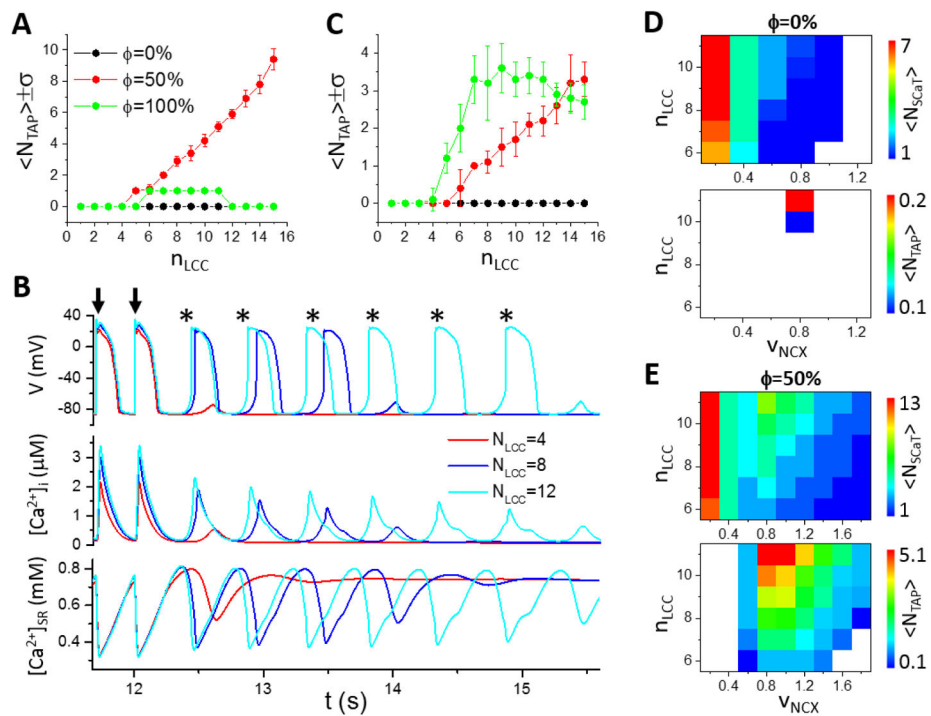 A
<N_TAP>±σ
10
8
6
4
2
0
ϕ=0%
ϕ=50%
ϕ=100%
0 2 4 6 8 10 12 14 16
n_LCC
C
<N_TAP>±σ
4
3
2
1
0
0 2 4 6 8 10 12 14 16
n_LCC
B
* * * * * *
V (mV)
40
0
-40
-80
[Ca²⁺]ᵢ (μM)
3
2
1
0
N_LCC=4
N_LCC=8
N_LCC=12
[Ca²⁺]_SR (mM)
0.8
0.6
0.4
12 13 14 15
t (s)
D
ϕ=0%
n_LCC
10
8
6
0.4 0.8 1.2
7
<N_SCaT>
1
n_LCC
10
8
6
0.4 0.8 1.2
v_NCX
0.2
<N_TAP>
0.1
E
ϕ=50%
n_LCC
10
8
6
0.4 0.8 1.2 1.6
13
<N_SCaT>
1
n_LCC
10
8
6
0.4 0.8 1.2 1.6
v_NCX
5.1
<N_TAP>
0.1